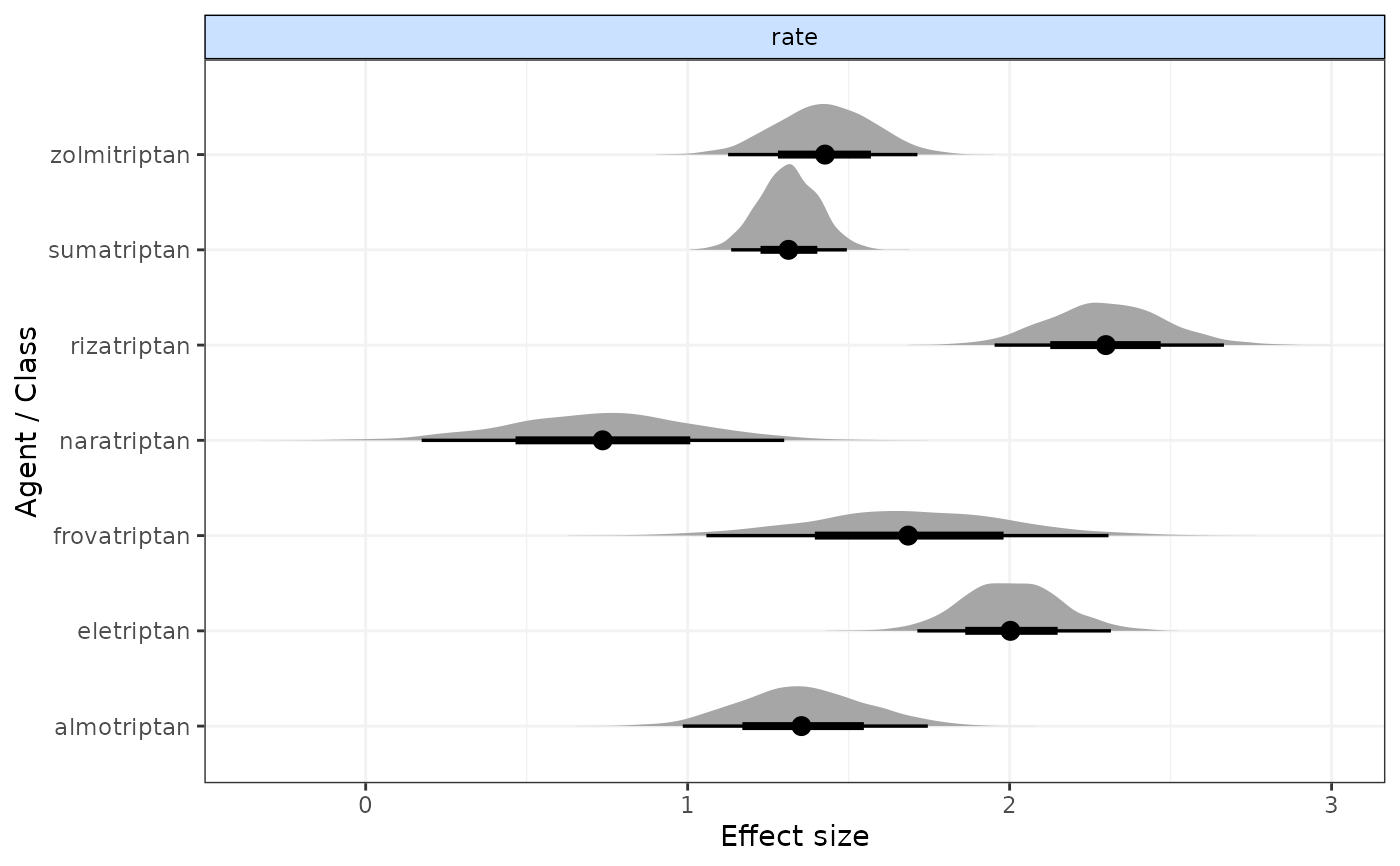 rate
Agent / Class
zolmitriptan
sumatriptan
rizatriptan
naratriptan
frovatriptan
eletriptan
almotriptan
0 1 2 3
Effect size